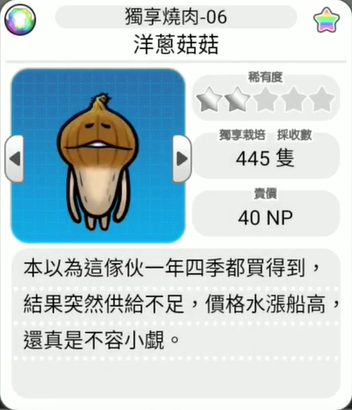 獨享燒肉-06
洋蔥菇菇
稀有度
獨享栽培 採收數
445 隻
賣價
40 NP
本以為這傢伙一年四季都買得到，
結果突然供給不足，價格水漲船高，
還真是不容小覷。